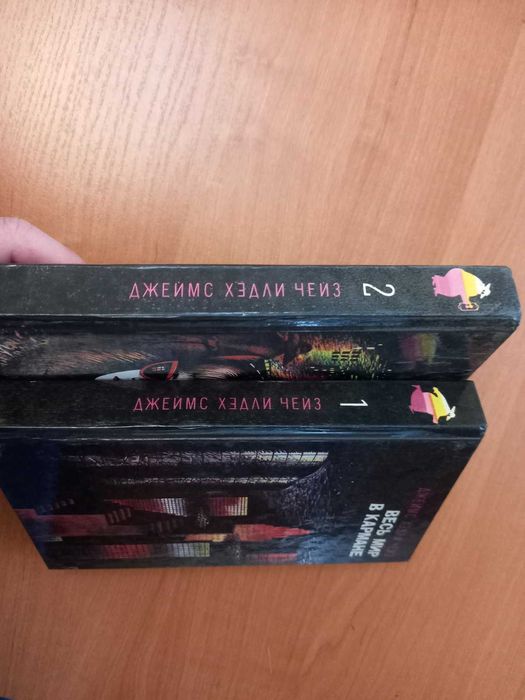 ДЖЕЙМС ХЭДЛИ ЧЕЙЗ 2
ДЖЕЙМС ХЭДЛИ ЧЕЙЗ 1
ВЕСЬ МИР
В КАРМАНЕ